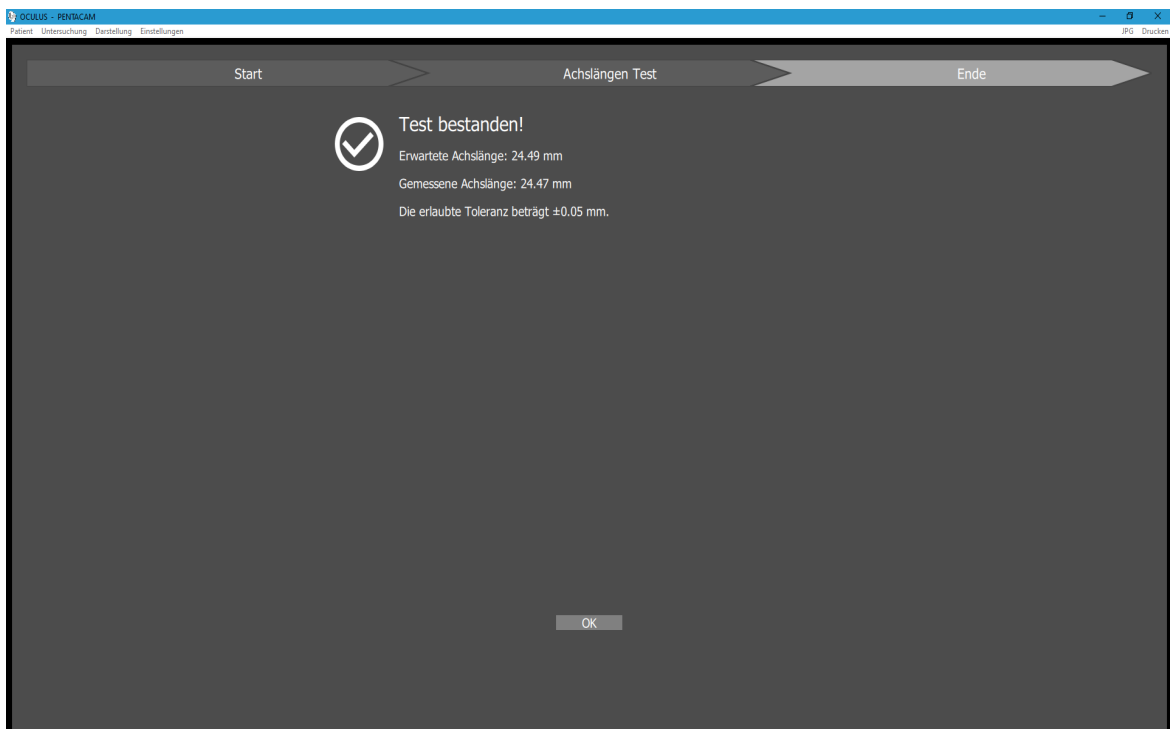 OCULUS - PENTACAM
Patient Untersuchung Darstellung Einstellungen JPG Drucken
Start Achslängen Test Ende
Test bestanden!
Erwartete Achslänge: 24.49 mm
Gemessene Achslänge: 24.47 mm
Die erlaubte Toleranz beträgt ±0.05 mm.
OK